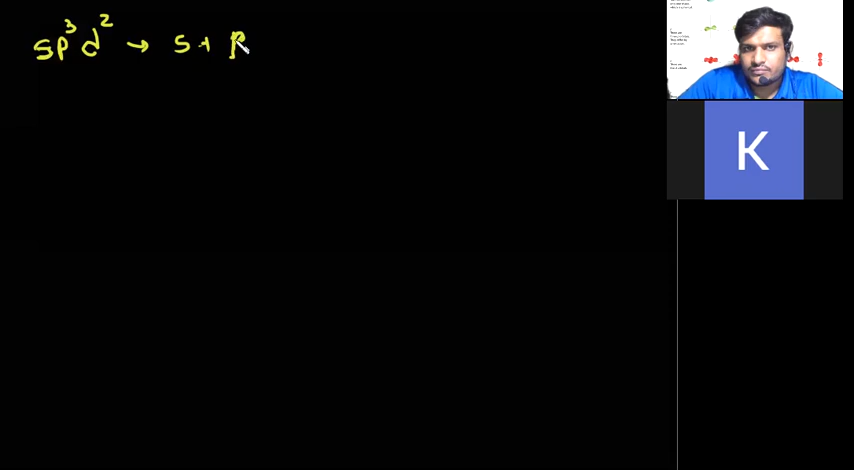 sp³d² → s + p
K